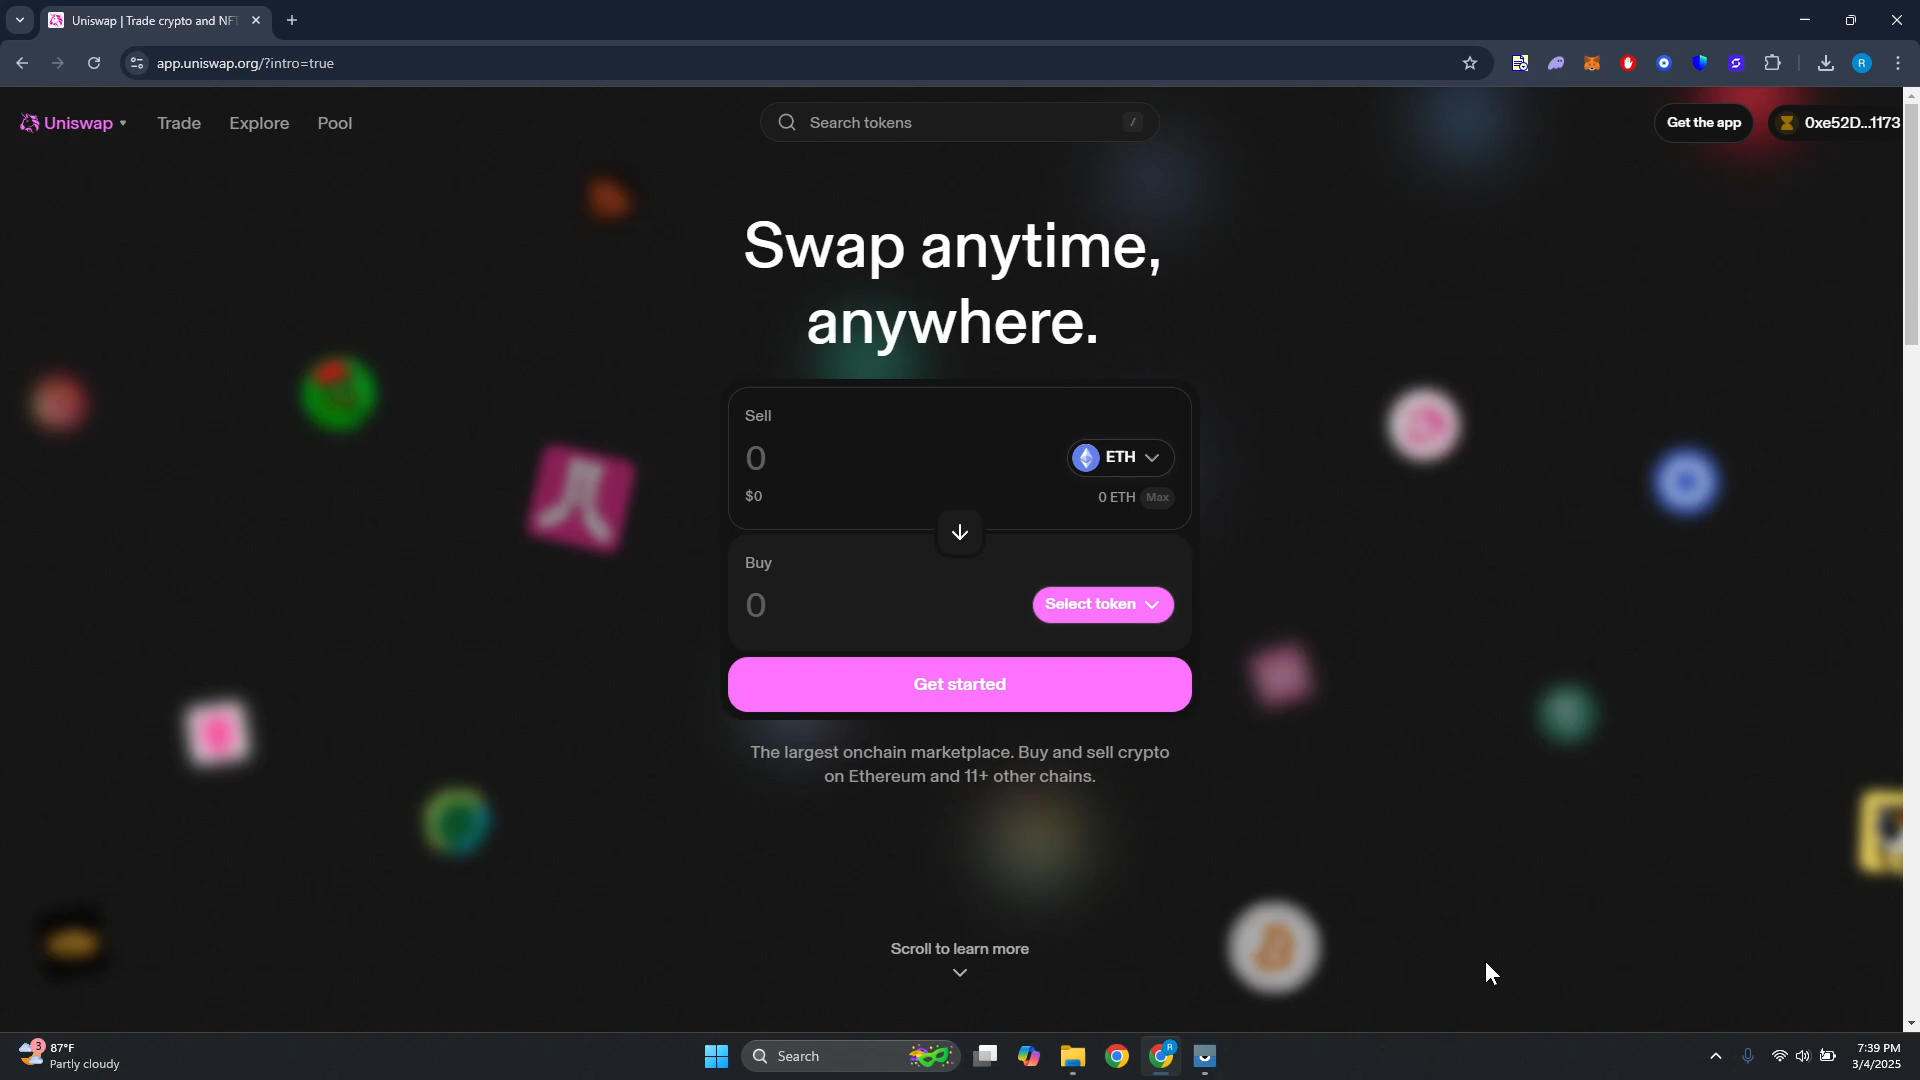 Uniswap | Trade crypto and NF
app.uniswap.org/?intro=true
R
Uniswap
Trade
Explore
Pool
Search tokens
/
Get the app
0xe52D...1173
Swap anytime,
anywhere.
Sell
0
ETH
$0
0 ETH
Max
Buy
0
Select token
Get started
The largest onchain marketplace. Buy and sell crypto
on Ethereum and 11+ other chains.
Scroll to learn more
3
87°F
Partly cloudy
Search
R
7:39 PM
3/4/2025